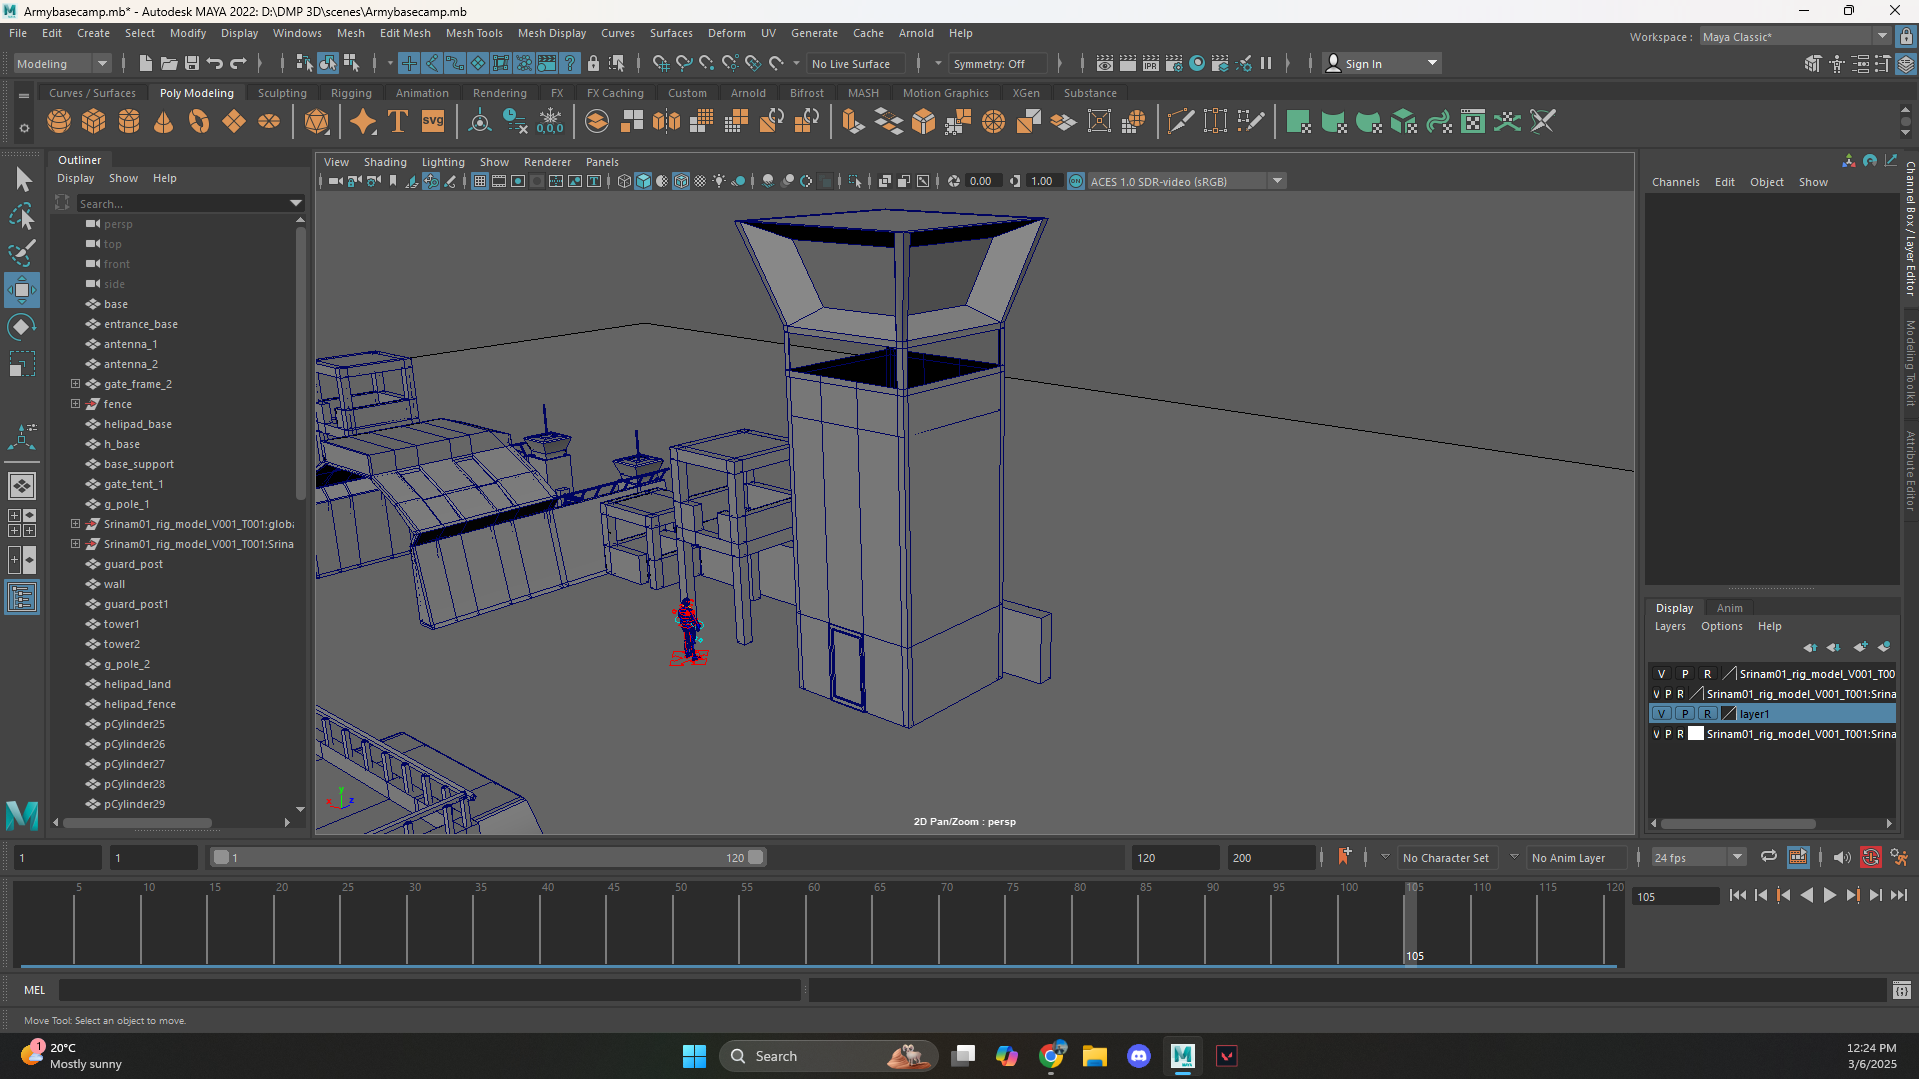 Armybasecamp.mb* - Autodesk MAYA 2022: D:\DMP 3D\scenes\Armybasecamp.mb
File Edit Create Select Modify Display Windows Mesh Edit Mesh Mesh Tools Mesh Display Curves Surfaces Deform UV Generate Cache Arnold Help
Workspace : Maya Classic*
Modeling No Live Surface Symmetry: Off IPR Sign In
Curves / Surfaces Poly Modeling Sculpting Rigging Animation Rendering FX FX Caching Custom Arnold Bifrost MASH Motion Graphics XGen Substance
T svg 0,0,0
Outliner
Display Show Help
Search...
persp
top
front
side
base
entrance_base
antenna_1
antenna_2
gate_frame_2
fence
helipad_base
h_base
base_support
gate_tent_1
g_pole_1
Srinam01_rig_model_V001_T001:globa
Srinam01_rig_model_V001_T001:Srina
guard_post
wall
guard_post1
tower1
tower2
g_pole_2
helipad_land
helipad_fence
pCylinder25
pCylinder26
pCylinder27
pCylinder28
pCylinder29
View Shading Lighting Show Renderer Panels
0.00 1.00 ON ACES 1.0 SDR-video (sRGB)
y
x z
2D Pan/Zoom : persp
Channels Edit Object Show
Channel Box / Layer Editor
Modeling Toolkit
Attribute Editor
Display Anim
Layers Options Help
V P R Srinam01_rig_model_V001_T00
V P R Srinam01_rig_model_V001_T001:Srina
V P R layer1
V P R Srinam01_rig_model_V001_T001:Srina
1 1 1 120 120 200 No Character Set No Anim Layer 24 fps
5 10 15 20 25 30 35 40 45 50 55 60 65 70 75 80 85 90 95 100 105 110 115 120
105
105
MEL
Move Tool: Select an object to move.
1
20°C
Mostly sunny
Search
12:24 PM
3/6/2025